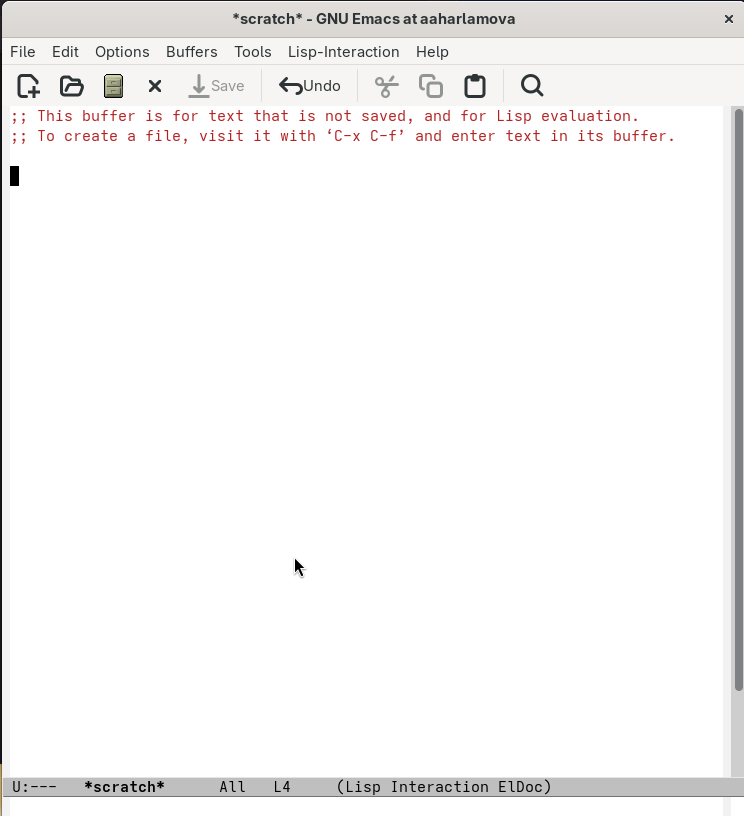 *scratch* - GNU Emacs at aaharlamova
File Edit Options Buffers Tools Lisp-Interaction Help
Save Undo
;; This buffer is for text that is not saved, and for Lisp evaluation.
;; To create a file, visit it with ‘C-x C-f’ and enter text in its buffer.
U:--- *scratch* All L4 (Lisp Interaction ElDoc)